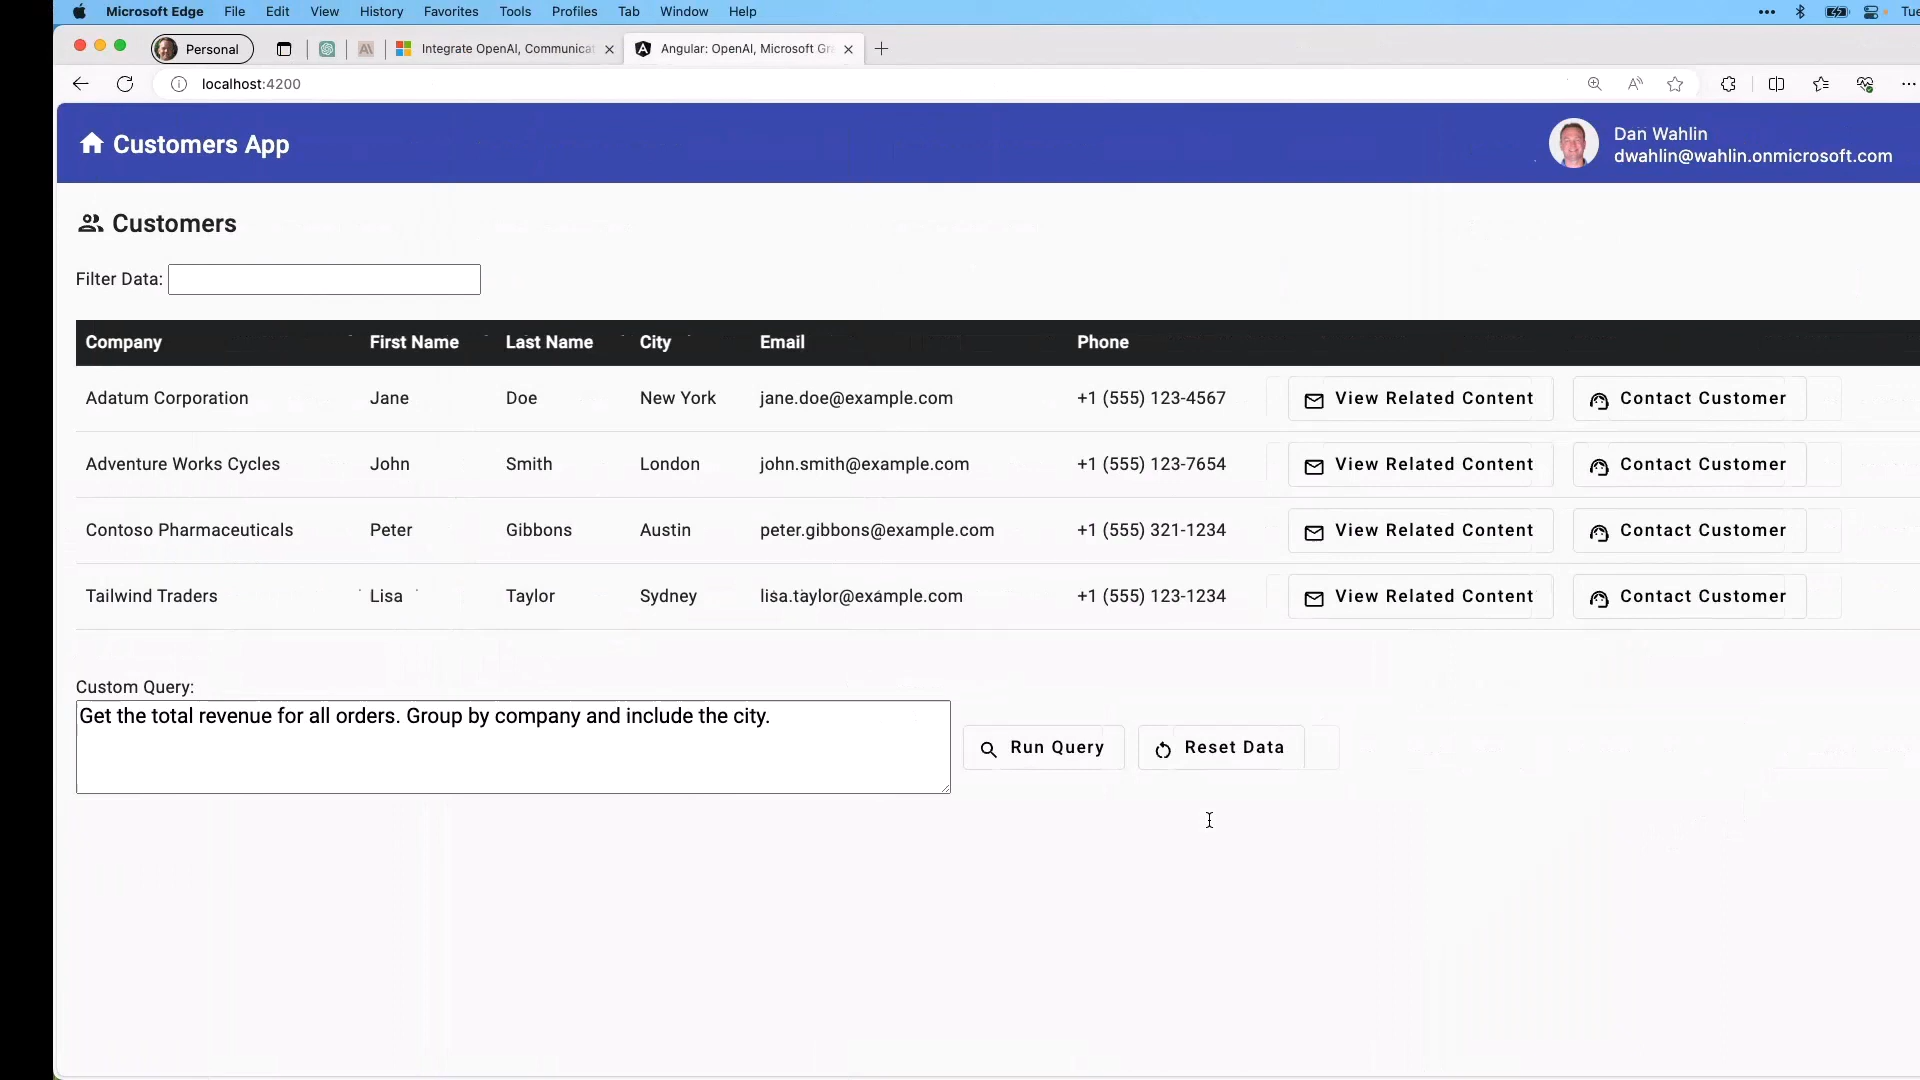 Microsoft Edge File Edit View History Favorites Tools Profiles Tab Window Help
Personal Integrate OpenAI, Communicat Angular: OpenAI, Microsoft Gra
localhost:4200
Customers App
Dan Wahlin
dwahlin@wahlin.onmicrosoft.com
Customers
Filter Data:
Company First Name Last Name City Email Phone
Adatum Corporation Jane Doe New York jane.doe@example.com +1 (555) 123-4567 View Related Content Contact Customer
Adventure Works Cycles John Smith London john.smith@example.com +1 (555) 123-7654 View Related Content Contact Customer
Contoso Pharmaceuticals Peter Gibbons Austin peter.gibbons@example.com +1 (555) 321-1234 View Related Content Contact Customer
Tailwind Traders Lisa Taylor Sydney lisa.taylor@example.com +1 (555) 123-1234 View Related Content Contact Customer
Custom Query:
Get the total revenue for all orders. Group by company and include the city.
Run Query Reset Data